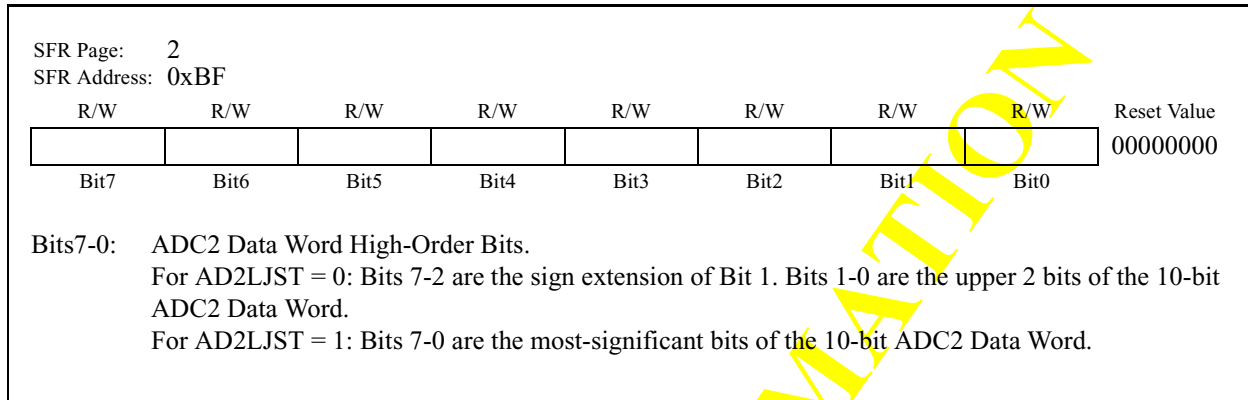 SFR Page: 2
SFR Address: 0xBF
R/W R/W R/W R/W R/W R/W R/W R/W Reset Value
00000000
Bit7 Bit6 Bit5 Bit4 Bit3 Bit2 Bit1 Bit0
Bits7-0: ADC2 Data Word High-Order Bits.
For AD2LJST = 0: Bits 7-2 are the sign extension of Bit 1. Bits 1-0 are the upper 2 bits of the 10-bit
ADC2 Data Word.
For AD2LJST = 1: Bits 7-0 are the most-significant bits of the 10-bit ADC2 Data Word.
MATION